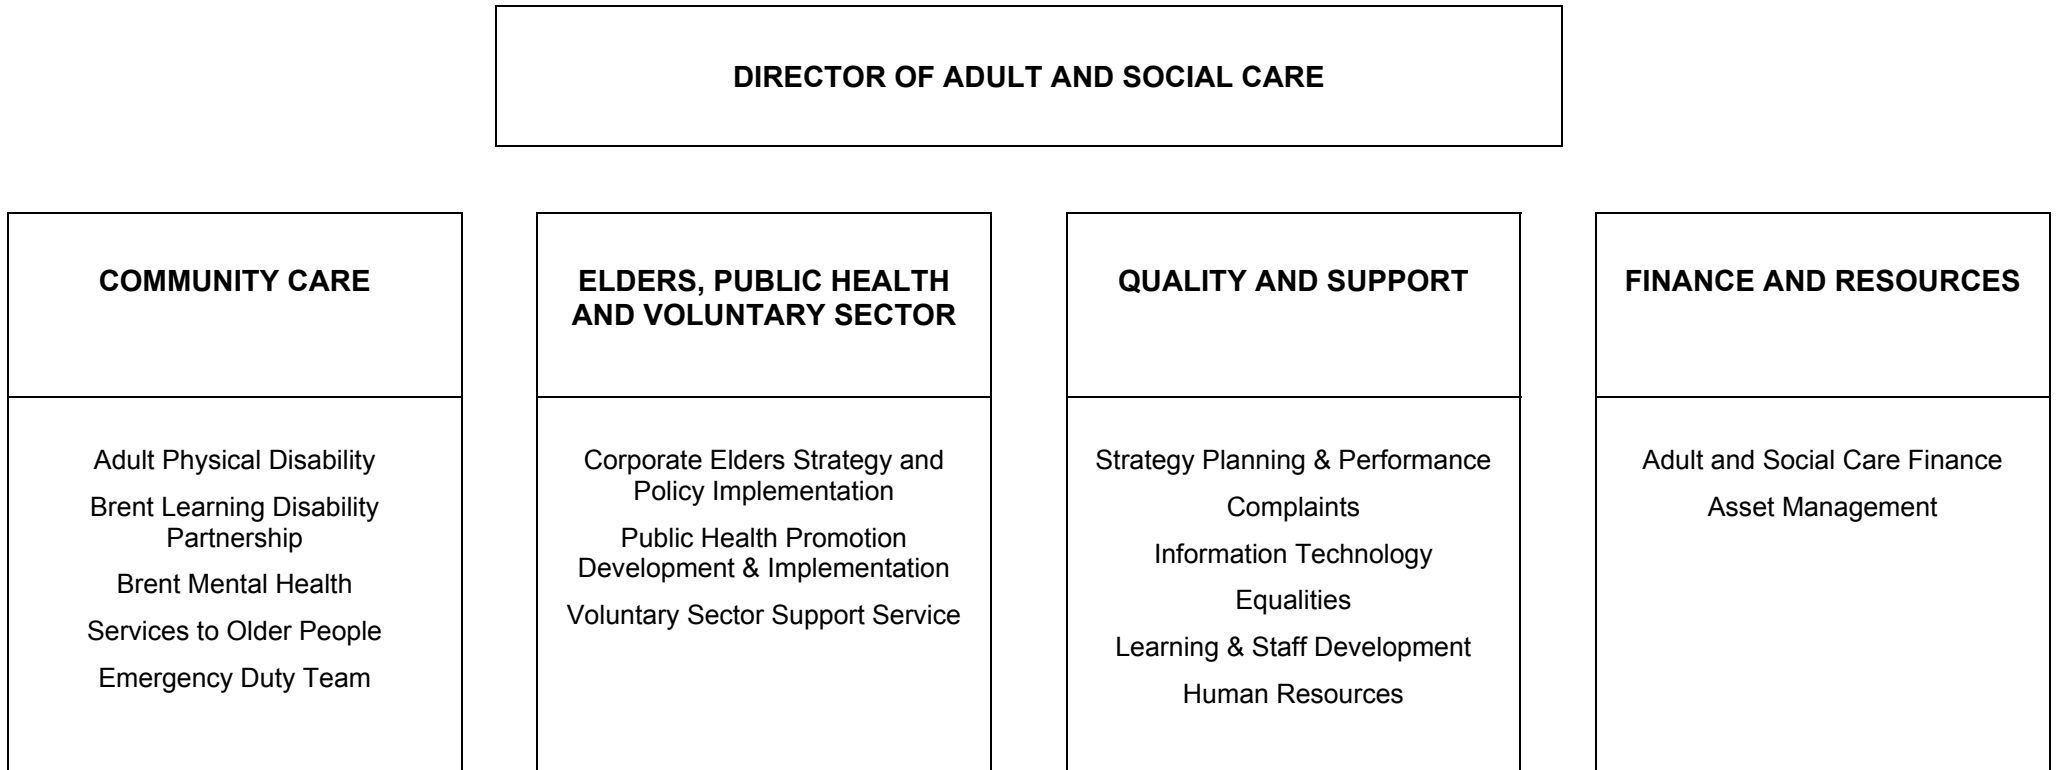 DIRECTOR OF ADULT AND SOCIAL CARE
COMMUNITY CARE
Adult Physical Disability
Brent Learning Disability
Partnership
Brent Mental Health
Services to Older People
Emergency Duty Team
ELDERS, PUBLIC HEALTH
AND VOLUNTARY SECTOR
Corporate Elders Strategy and
Policy Implementation
Public Health Promotion
Development & Implementation
Voluntary Sector Support Service
QUALITY AND SUPPORT
Strategy Planning & Performance
Complaints
Information Technology
Equalities
Learning & Staff Development
Human Resources
FINANCE AND RESOURCES
Adult and Social Care Finance
Asset Management